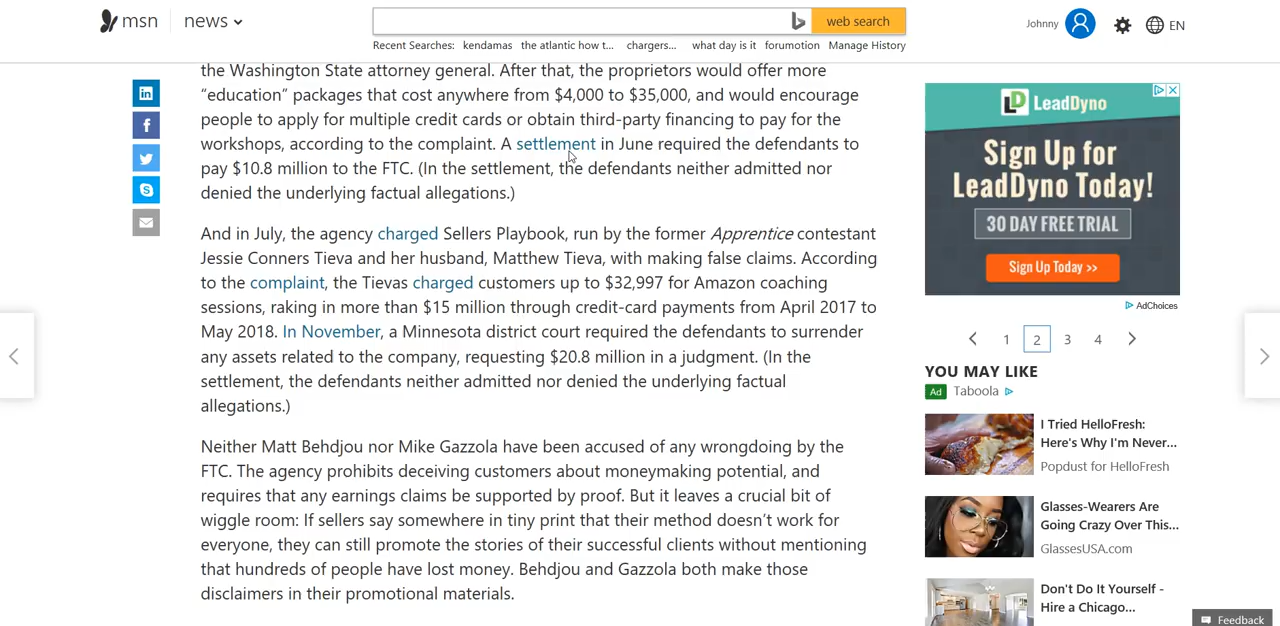 msn
news
web search
Johnny
EN
Recent Searches: kendamas the atlantic how t... chargers... what day is it forumotion Manage History
the Washington State attorney general. After that, the proprietors would offer more
“education” packages that cost anywhere from $4,000 to $35,000, and would encourage
people to apply for multiple credit cards or obtain third-party financing to pay for the
workshops, according to the complaint. A settlement in June required the defendants to
pay $10.8 million to the FTC. (In the settlement, the defendants neither admitted nor
denied the underlying factual allegations.)
And in July, the agency charged Sellers Playbook, run by the former Apprentice contestant
Jessie Conners Tieva and her husband, Matthew Tieva, with making false claims. According
to the complaint, the Tievas charged customers up to $32,997 for Amazon coaching
sessions, raking in more than $15 million through credit-card payments from April 2017 to
May 2018. In November, a Minnesota district court required the defendants to surrender
any assets related to the company, requesting $20.8 million in a judgment. (In the
settlement, the defendants neither admitted nor denied the underlying factual
allegations.)
Neither Matt Behdjou nor Mike Gazzola have been accused of any wrongdoing by the
FTC. The agency prohibits deceiving customers about moneymaking potential, and
requires that any earnings claims be supported by proof. But it leaves a crucial bit of
wiggle room: If sellers say somewhere in tiny print that their method doesn’t work for
everyone, they can still promote the stories of their successful clients without mentioning
that hundreds of people have lost money. Behdjou and Gazzola both make those
disclaimers in their promotional materials.
LeadDyno
Sign Up for
LeadDyno Today!
30 DAY FREE TRIAL
Sign Up Today >>
AdChoices
1 2 3 4
YOU MAY LIKE
Ad Taboola
I Tried HelloFresh:
Here's Why I'm Never...
Popdust for HelloFresh
Glasses-Wearers Are
Going Crazy Over This...
GlassesUSA.com
Don't Do It Yourself -
Hire a Chicago...
Feedback